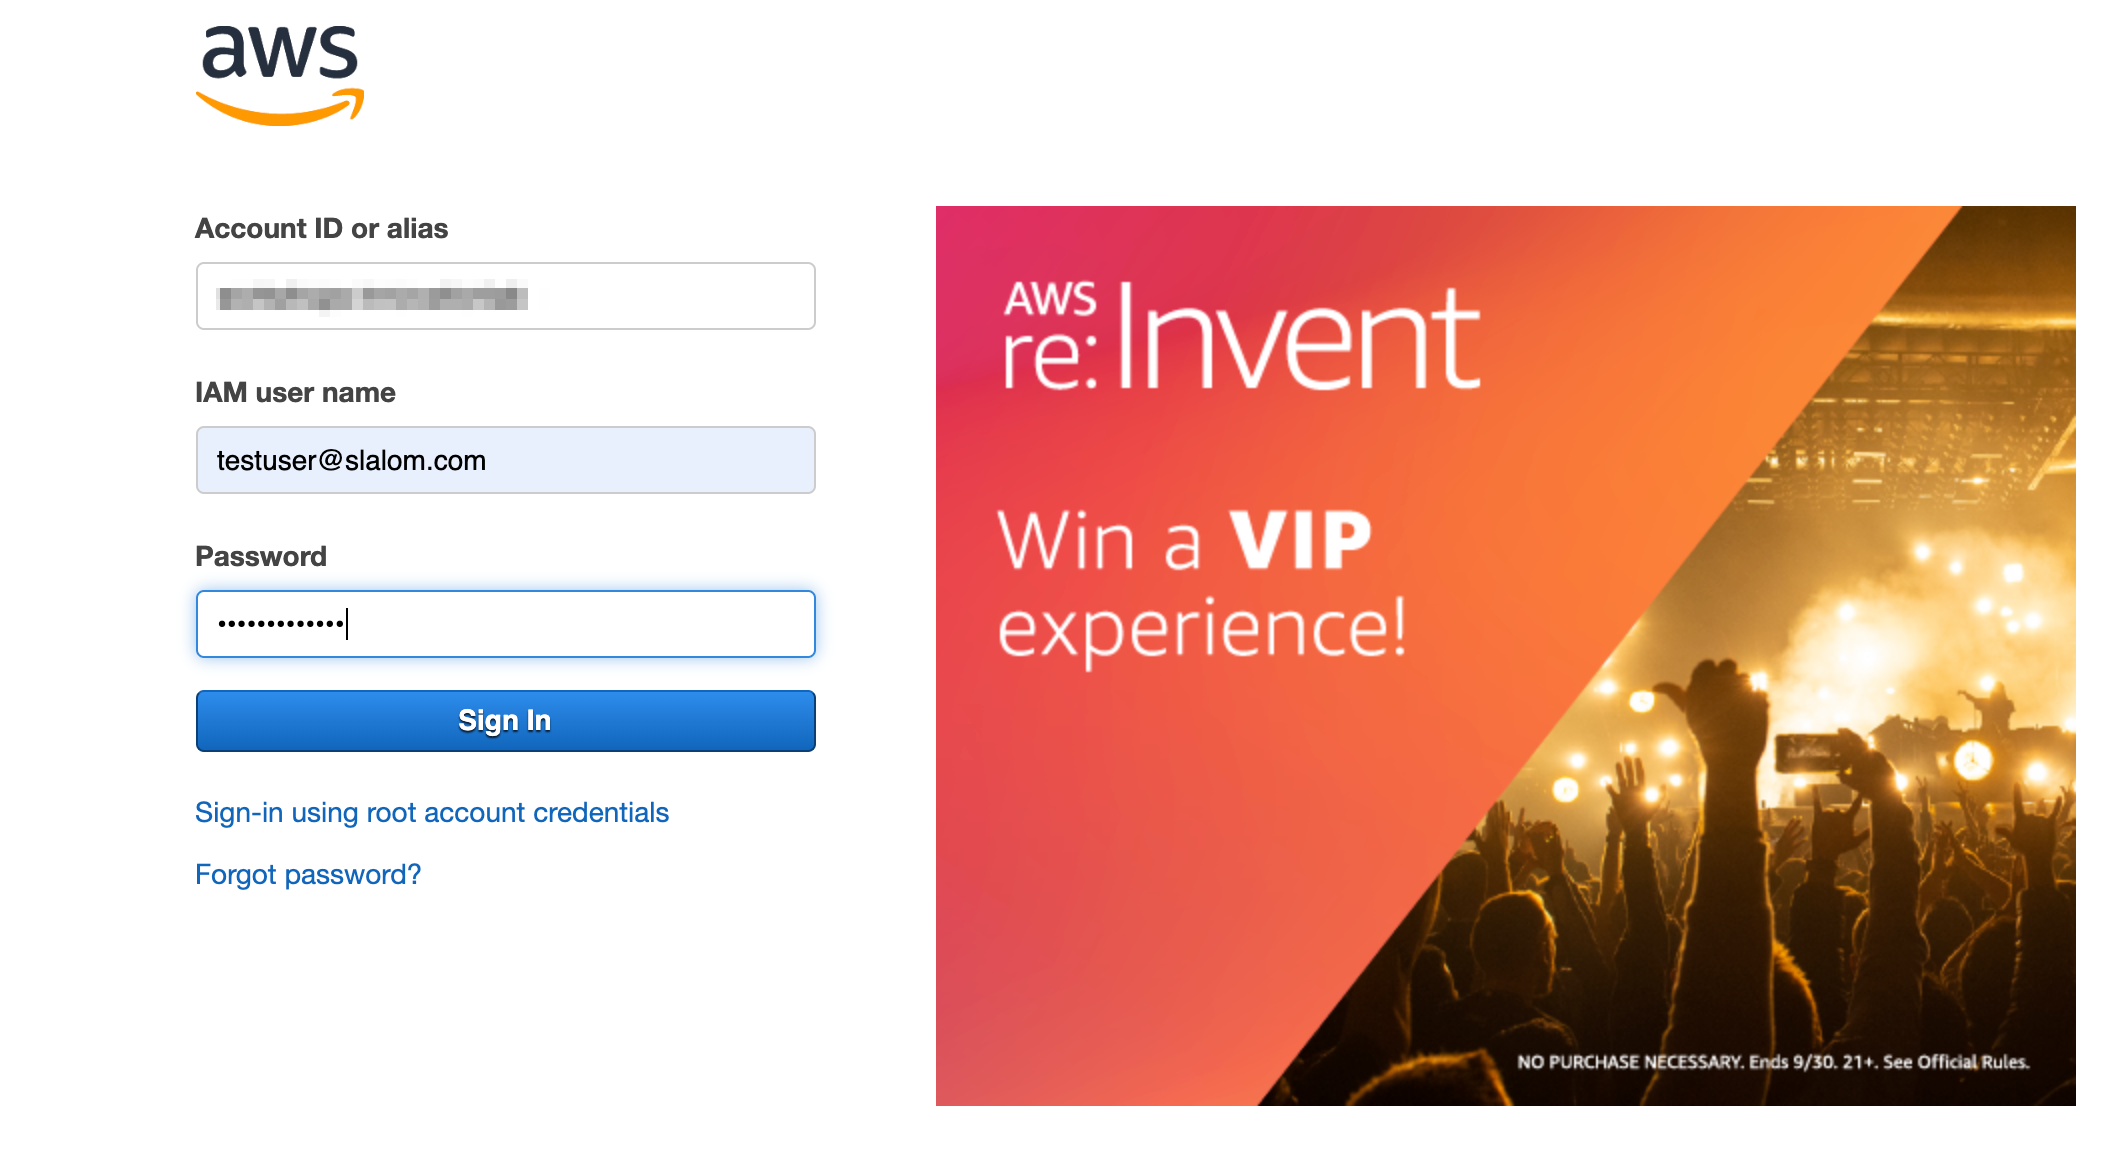 aws
Account ID or alias
IAM user name
testuser@slalom.com
Password
•••••••••••••
Sign In
Sign-in using root account credentials
Forgot password?
AWS
re:Invent
Win a VIP
experience!
NO PURCHASE NECESSARY. Ends 9/30. 21+. See Official Rules.